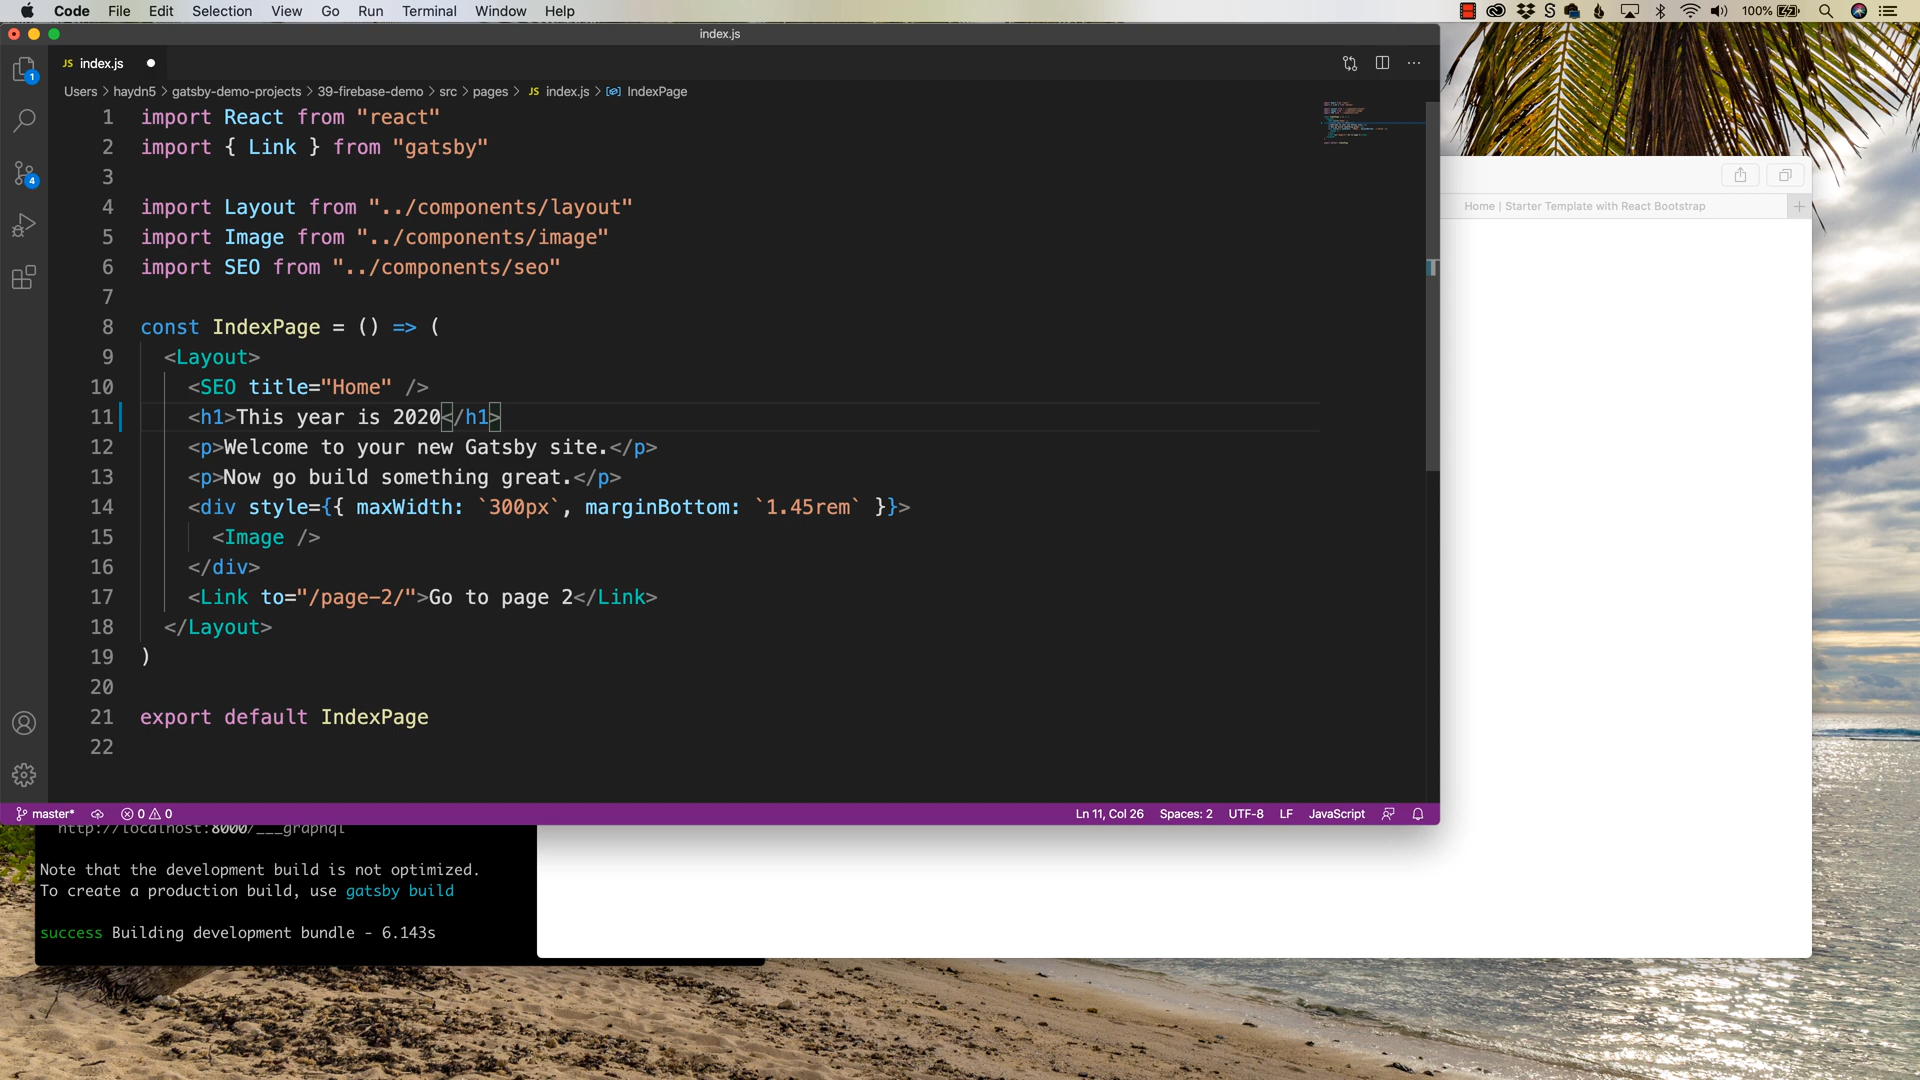 Code File Edit Selection View Go Run Terminal Window Help
100%
index.js
JS index.js
1
4
Users > haydn5 > gatsby-demo-projects > 39-firebase-demo > src > pages > JS index.js > IndexPage
1 import React from "react"
2 import { Link } from "gatsby"
3
4 import Layout from "../components/layout"
5 import Image from "../components/image"
6 import SEO from "../components/seo"
7
8 const IndexPage = () => (
9 <Layout>
10 <SEO title="Home" />
11 <h1>This year is 2020</h1>
12 <p>Welcome to your new Gatsby site.</p>
13 <p>Now go build something great.</p>
14 <div style={{ maxWidth: `300px`, marginBottom: `1.45rem` }}>
15 <Image />
16 </div>
17 <Link to="/page-2/">Go to page 2</Link>
18 </Layout>
19 )
20
21 export default IndexPage
22
master* 0 0 Ln 11, Col 26 Spaces: 2 UTF-8 LF JavaScript
Home | Starter Template with React Bootstrap
http://localhost:8000/___graphql
Note that the development build is not optimized.
To create a production build, use gatsby build
success Building development bundle - 6.143s